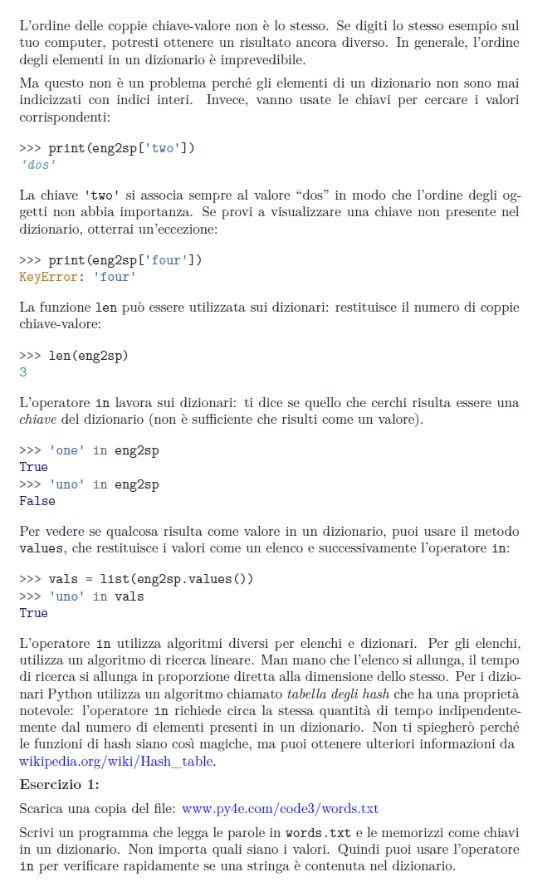 L'ordine delle coppie chiave-valore non è lo stesso. Se digiti lo stesso esempio sul
tuo computer, potresti ottenere un risultato ancora diverso. In generale, l'ordine
degli elementi in un dizionario è imprevedibile.
Ma questo non è un problema perché gli elementi di un dizionario non sono mai
indicizzati con indici interi. Invece, vanno usate le chiavi per cercare i valori
corrispondenti:
>>> print(eng2sp['two'])
'dos'
La chiave 'two' si associa sempre al valore “dos” in modo che l'ordine degli og-
getti non abbia importanza. Se provi a visualizzare una chiave non presente nel
dizionario, otterrai un'eccezione:
>>> print(eng2sp['four'])
KeyError: 'four'
La funzione len può essere utilizzata sui dizionari: restituisce il numero di coppie
chiave-valore:
>>> len(eng2sp)
3
L'operatore in lavora sui dizionari: ti dice se quello che cerchi risulta essere una
chiave del dizionario (non è sufficiente che risulti come un valore).
>>> 'one' in eng2sp
True
>>> 'uno' in eng2sp
False
Per vedere se qualcosa risulta come valore in un dizionario, puoi usare il metodo
values, che restituisce i valori come un elenco e successivamente l'operatore in:
>>> vals = list(eng2sp.values())
>>> 'uno' in vals
True
L'operatore in utilizza algoritmi diversi per elenchi e dizionari. Per gli elenchi,
utilizza un algoritmo di ricerca lineare. Man mano che l'elenco si allunga, il tempo
di ricerca si allunga in proporzione diretta alla dimensione dello stesso. Per i dizio-
nari Python utilizza un algoritmo chiamato tabella degli hash che ha una proprietà
notevole: l'operatore in richiede circa la stessa quantità di tempo indipendente-
mente dal numero di elementi presenti in un dizionario. Non ti spiegherò perché
le funzioni di hash siano così magiche, ma puoi ottenere ulteriori informazioni da
wikipedia.org/wiki/Hash_table.
Esercizio 1:
Scarica una copia del file: www.py4e.com/code3/words.txt
Scrivi un programma che legga le parole in words.txt e le memorizzi come chiavi
in un dizionario. Non importa quali siano i valori. Quindi puoi usare l'operatore
in per verificare rapidamente se una stringa è contenuta nel dizionario.